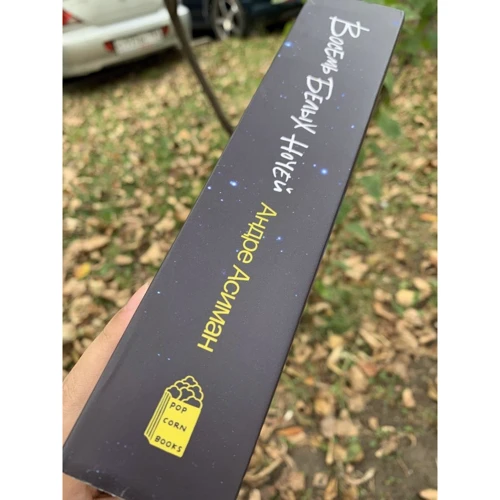 Восемь Белых Ночей
Андре Асиман
POP
CORN
BOOKS